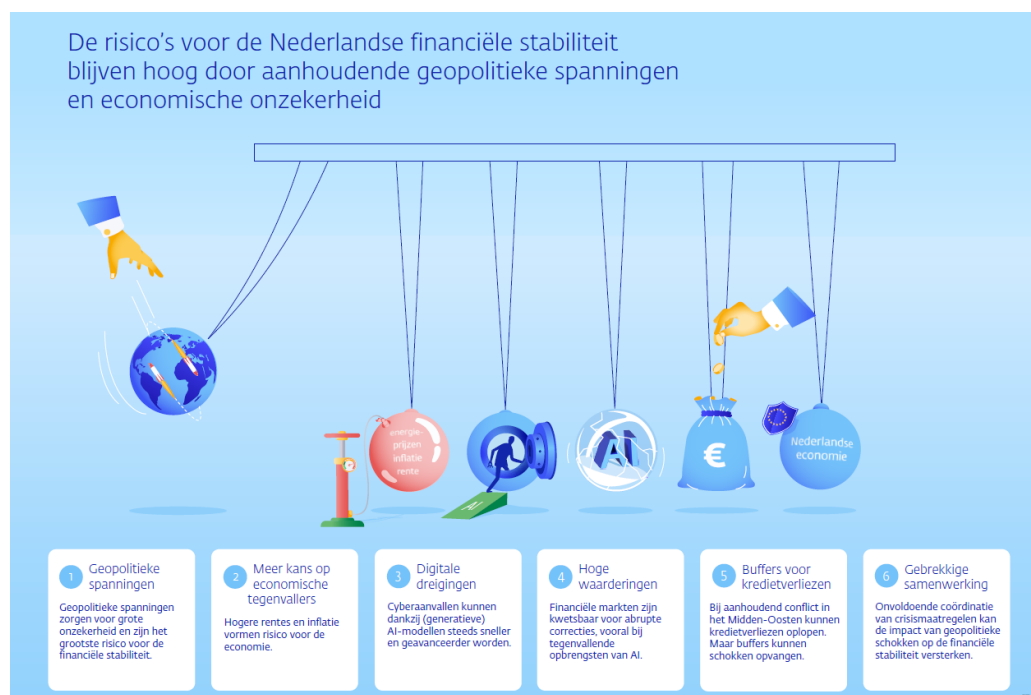 De risico's voor de Nederlandse financiële stabiliteit
blijven hoog door aanhoudende geopolitieke spanningen
en economische onzekerheid
energie-
prijzen
inflatie
rente
AI
€
Nederlandse
economie
1
Geopolitieke
spanningen
Geopolitieke spanningen
zorgen voor grote
onzekerheid en zijn het
grootste risico voor de
financiële stabiliteit.
2
Meer kans op
economische
tegenvallers
Hogere rentes en inflatie
vormen risico voor de
economie.
3
Digitale
dreigingen
Cyberaanvallen kunnen
dankzij (generatieve)
AI-modellen steeds sneller
en geavanceerder worden.
4
Hoge
waarderingen
Financiële markten zijn
kwetsbaar voor abrupte
correcties, vooral bij
tegenvallende
opbrengsten van AI.
5
Buffers voor
kredietverliezen
Bij aanhoudend conflict in
het Midden-Oosten kunnen
kredietverliezen oplopen.
Maar buffers kunnen
schokken opvangen.
6
Gebrekkige
samenwerking
Onvoldoende coördinatie
van crisismaatregelen kan
de impact van geopolitieke
schokken op de financiële
stabiliteit versterken.